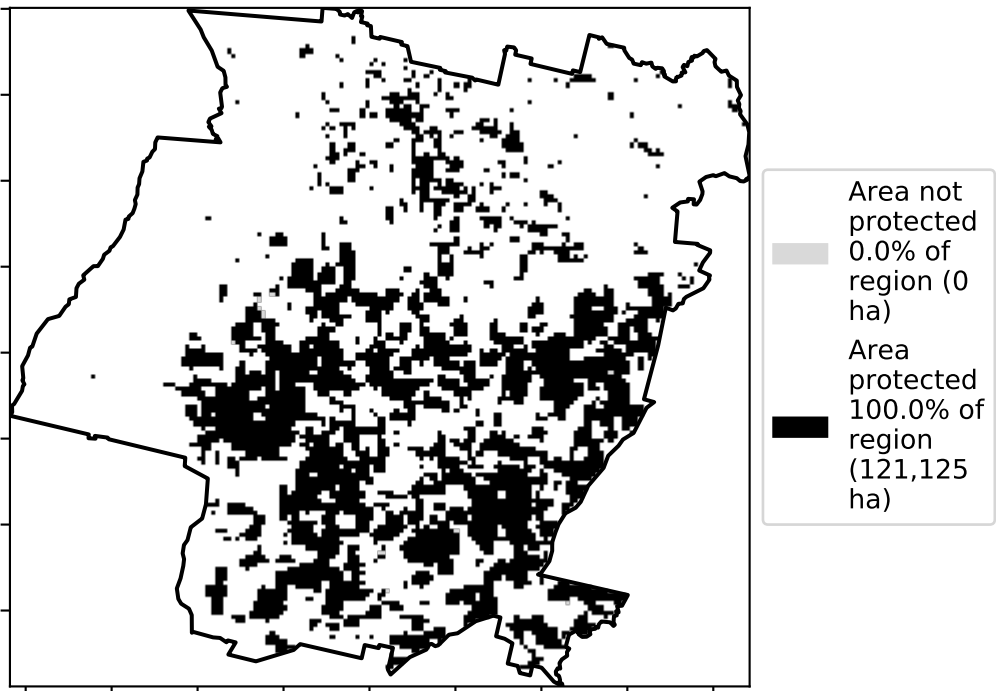 Area not
protected
0.0% of
region (0
ha)
Area
protected
100.0% of
region
(121,125
ha)